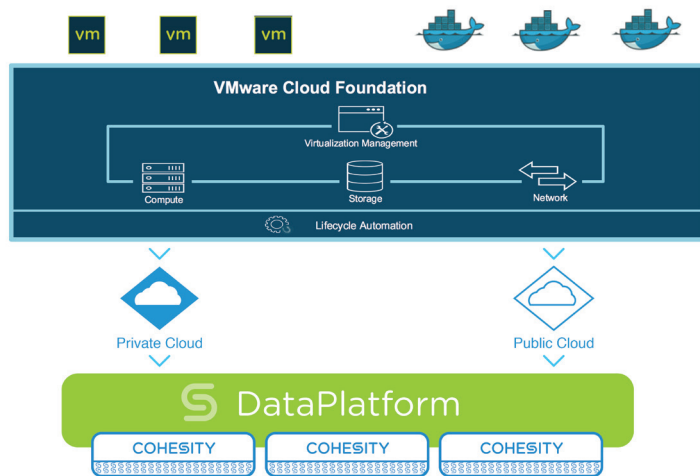 vm
vm
vm
VMware Cloud Foundation
Virtualization Management
Compute
Storage
Network
Lifecycle Automation
Private Cloud
Public Cloud
DataPlatform
COHESITY
COHESITY
COHESITY